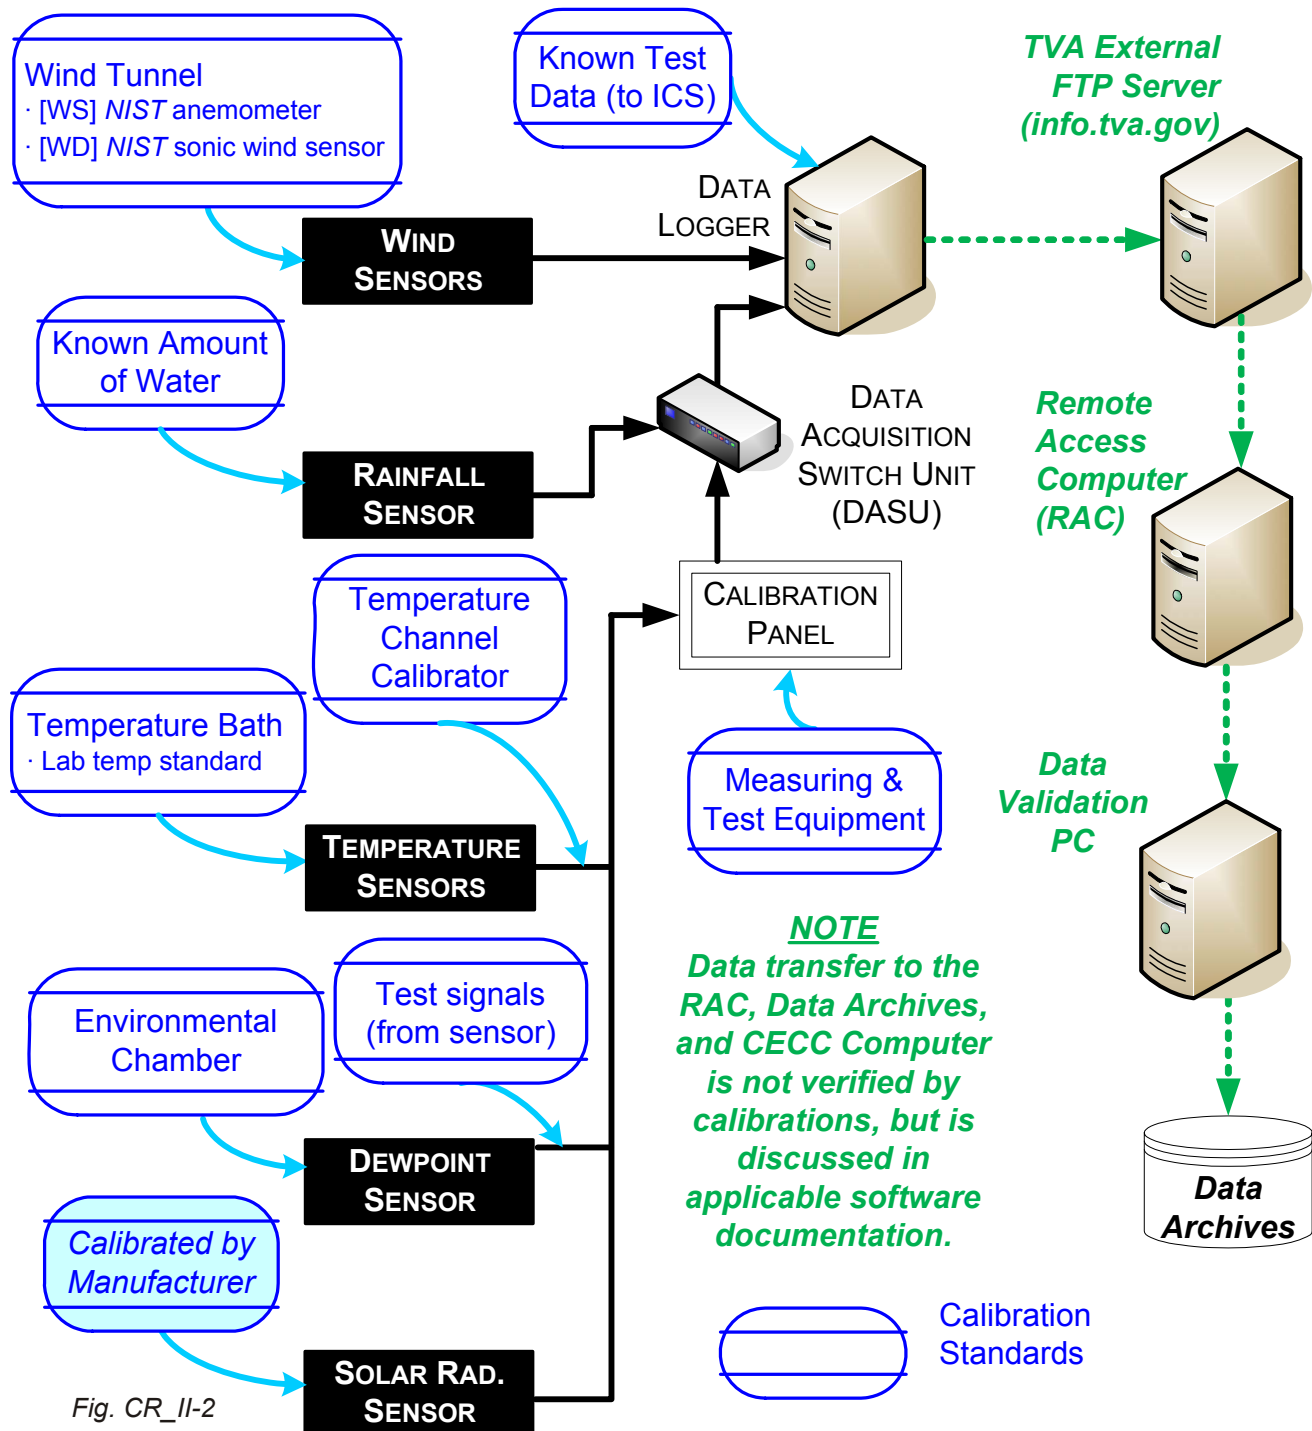 Wind Tunnel
· [WS] NIST anemometer
· [WD] NIST sonic wind sensor
Known Test
Data (to ICS)
TVA External
FTP Server
(info.tva.gov)
DATA
LOGGER
WIND
SENSORS
Known Amount
of Water
RAINFALL
SENSOR
DATA
ACQUISITION
SWITCH UNIT
(DASU)
Remote
Access
Computer
(RAC)
Temperature
Channel
Calibrator
CALIBRATION
PANEL
Temperature Bath
· Lab temp standard
Measuring &
Test Equipment
Data
Validation
PC
TEMPERATURE
SENSORS
NOTE
Data transfer to the
RAC, Data Archives,
and CECC Computer
is not verified by
calibrations, but is
discussed in
applicable software
documentation.
Environmental
Chamber
Test signals
(from sensor)
DEWPOINT
SENSOR
Data
Archives
Calibrated by
Manufacturer
SOLAR RAD.
SENSOR
Calibration
Standards
Fig. CR_II-2